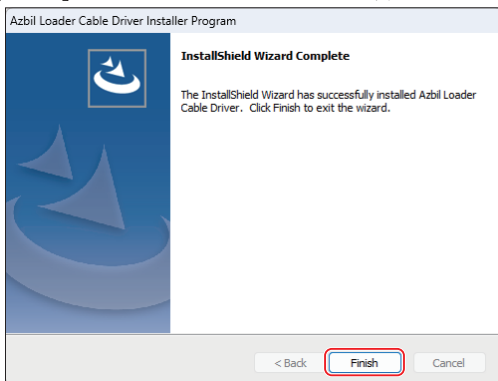 Azbil Loader Cable Driver Installer Program
InstallShield Wizard Complete
The InstallShield Wizard has successfully installed Azbil Loader
Cable Driver. Click Finish to exit the wizard.
< Back
Finish
Cancel